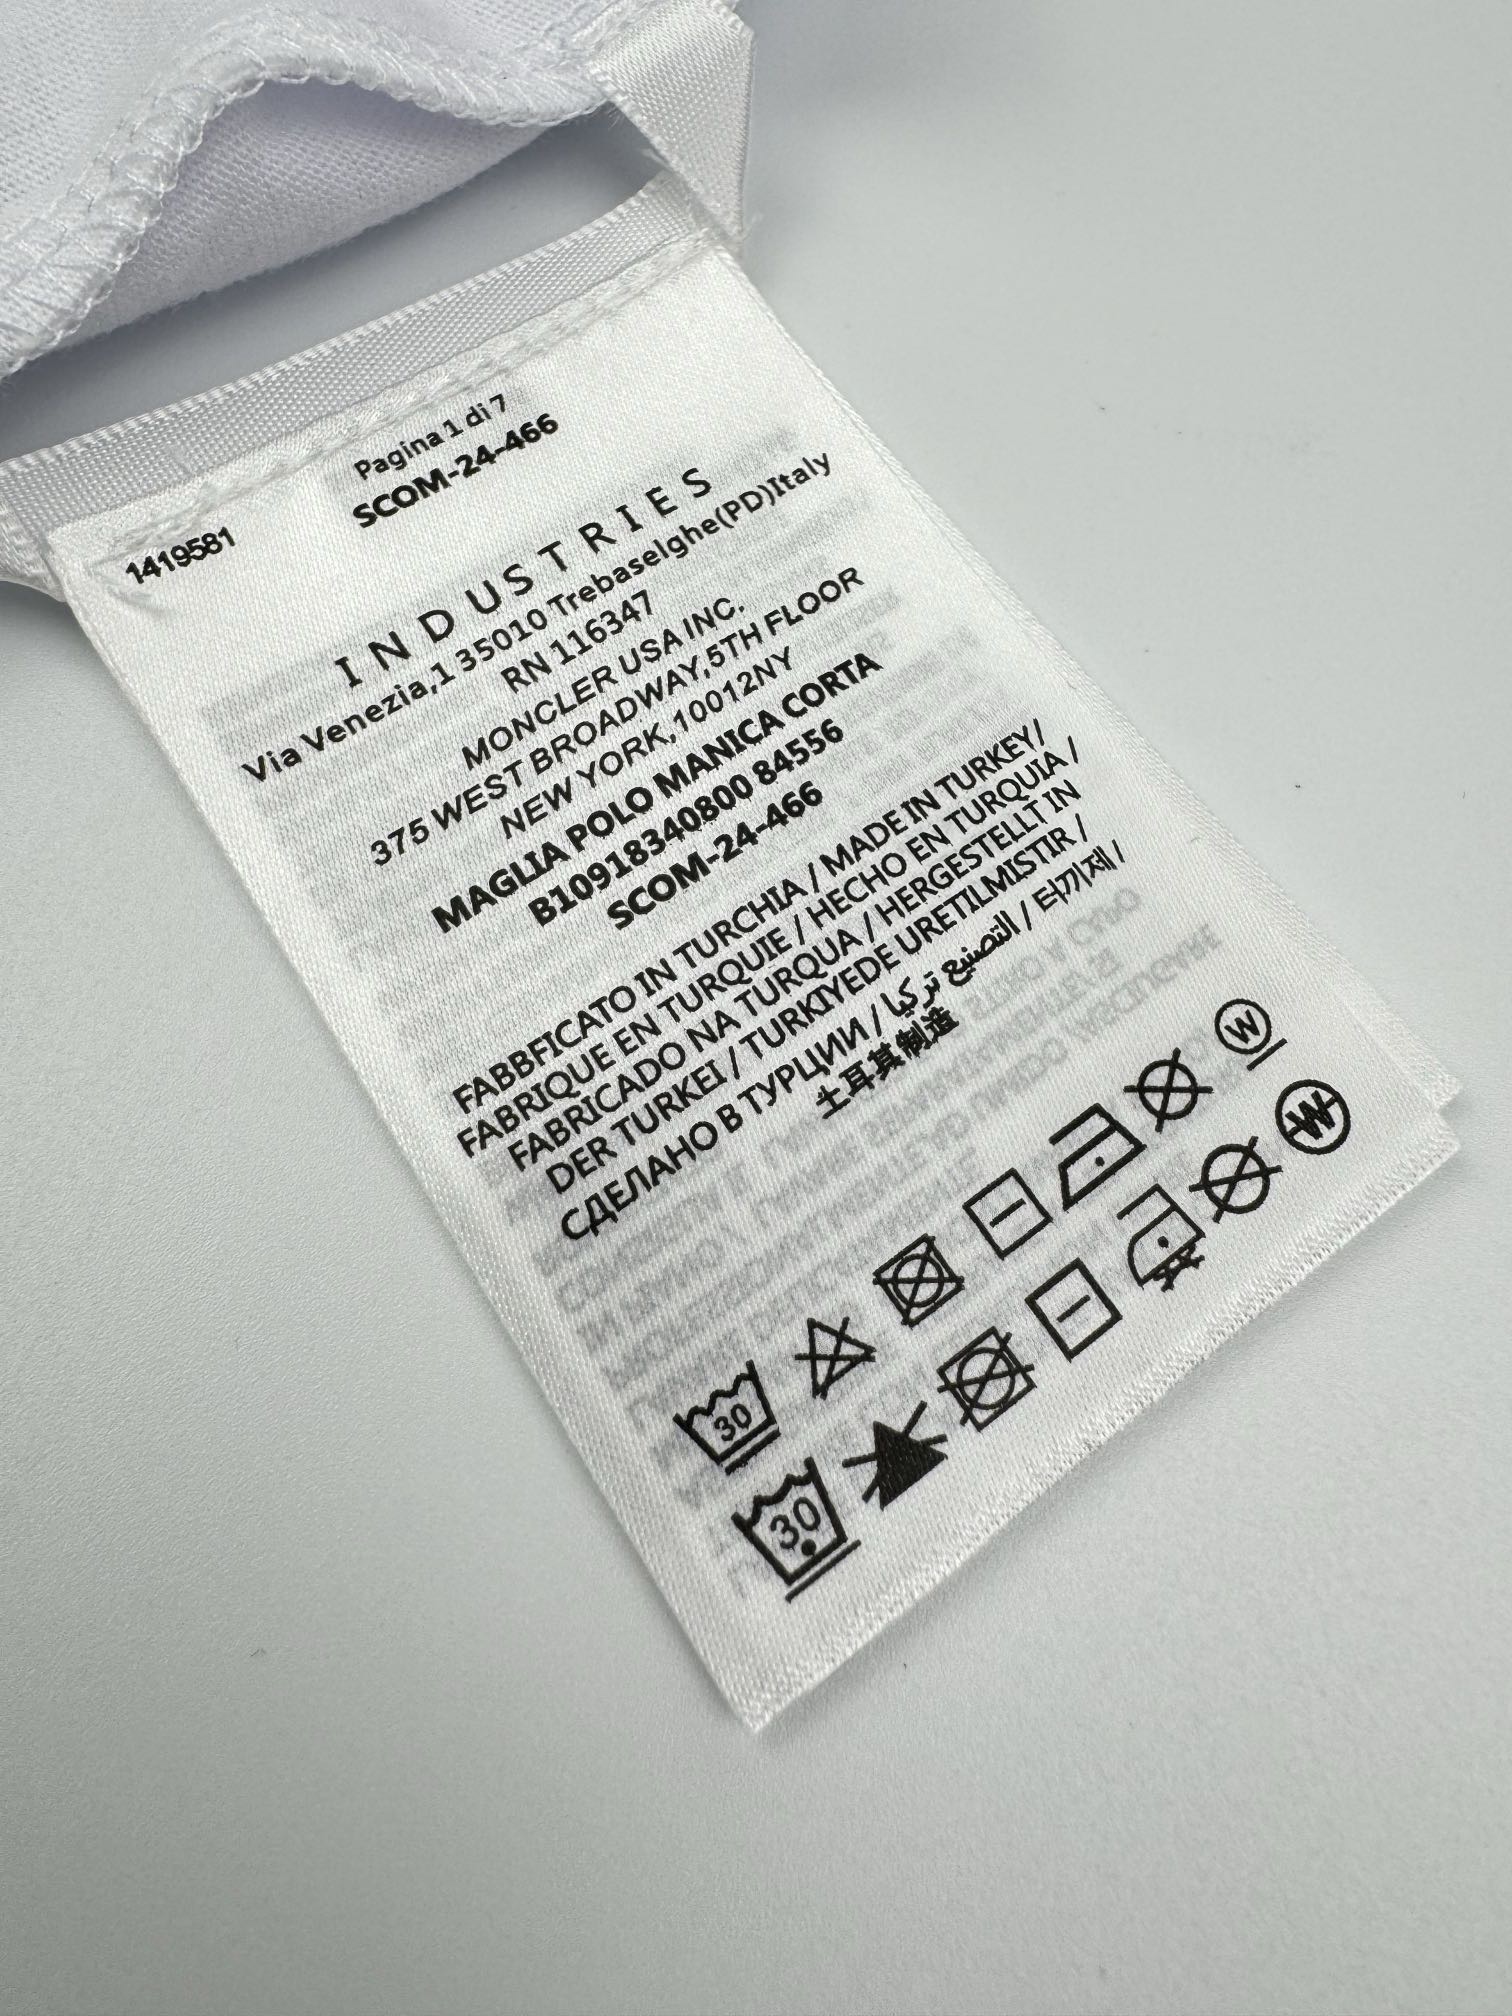 Pagina 1 di 7
SCOM-24-466
1419581
INDUSTRIES
Via Venezia,1 35010 Trebaselghe(PD)Italy
RN 116347
MONCLER USA INC.
375 WEST BROADWAY,5TH FLOOR
NEW YORK,10012NY
MAGLIA POLO MANICA CORTA
B10918340800 84556
SCOM-24-466
FABBFICATO IN TURCHIA / MADE IN TURKEY/
FABRIQUE EN TURQUIE / HECHO EN TURQUIA /
FABRICADO NA TURQUA / HERGESTELLT IN
DER TURKEI / TURKIYEDE URETILMISTIR /
СДЕЛАНО В ТУРЦИИ / التصنيع تركيا / 터끼제 /
土耳其制造
30
W
30
W